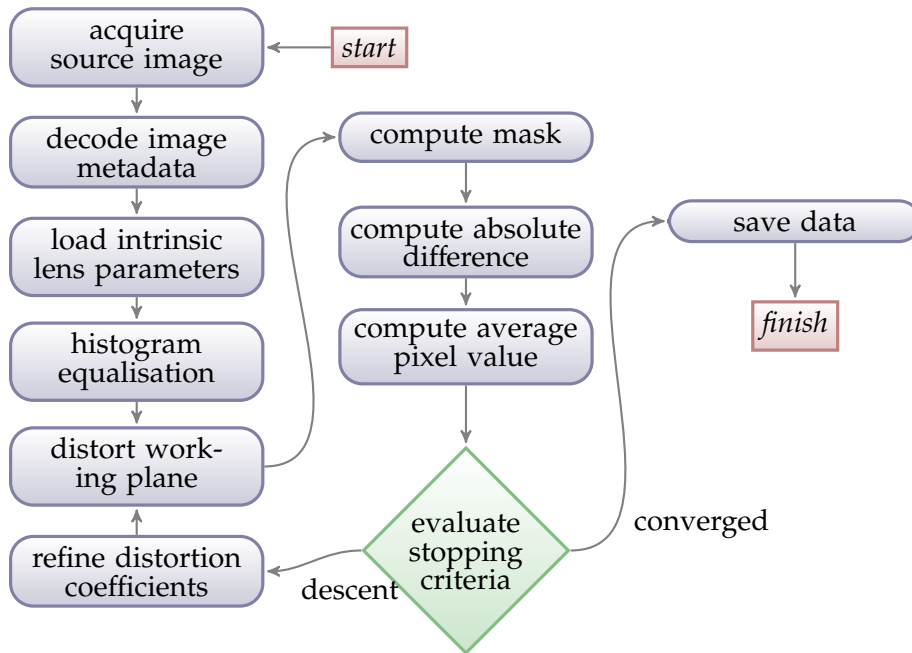 acquire
source image
start
decode image
metadata
load intrinsic
lens parameters
histogram
equalisation
distort work-
ing plane
refine distortion
coefficients
compute mask
compute absolute
difference
compute average
pixel value
evaluate
stopping
criteria
descent
converged
save data
finish